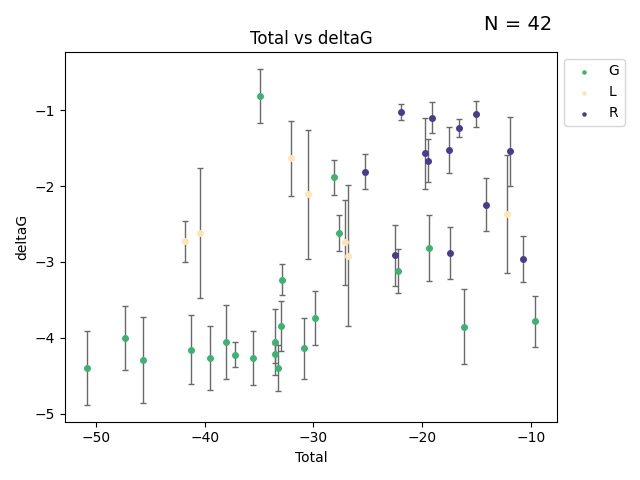 N = 42
Total vs deltaG
G
L
R
−1
−2
−3
−4
−5
deltaG
−50 −40 −30 −20 −10
Total